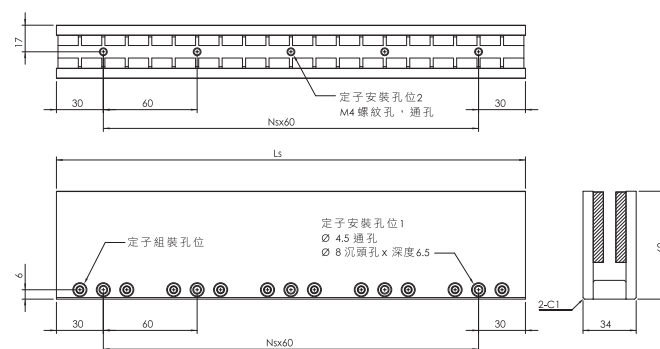 17
30
60
30
定子安裝孔位2
M4 螺紋孔，通孔
Nsx60
Ls
定子組裝孔位
定子安裝孔位1
Ø 4.5 通孔
Ø 8 沉頭孔 x 深度6.5
6
30
60
30
Nsx60
2-C1
34